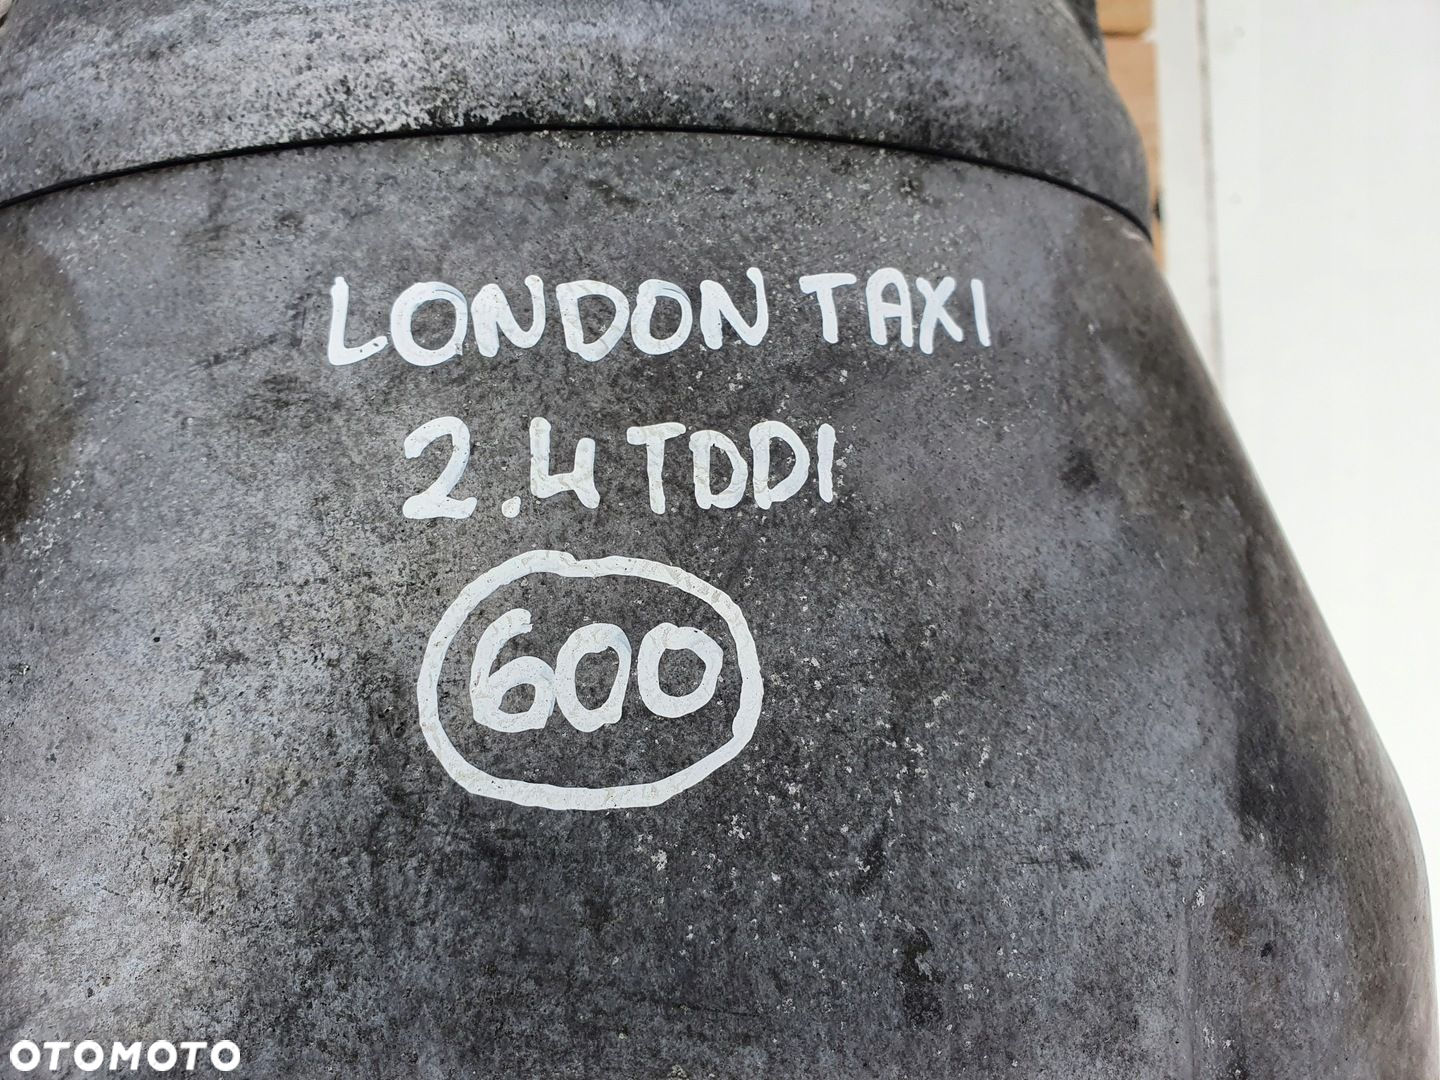 LONDON TAXI
2.4 TDDI
600
OTOMOTO